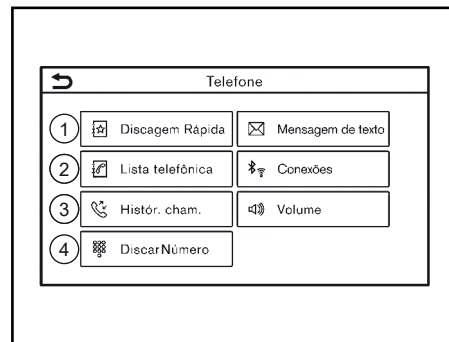 Telefone
1 Discagem Rápida
Mensagem de texto
2 Lista telefônica
Conexões
3 Histór. cham.
Volume
4 DiscarNúmero